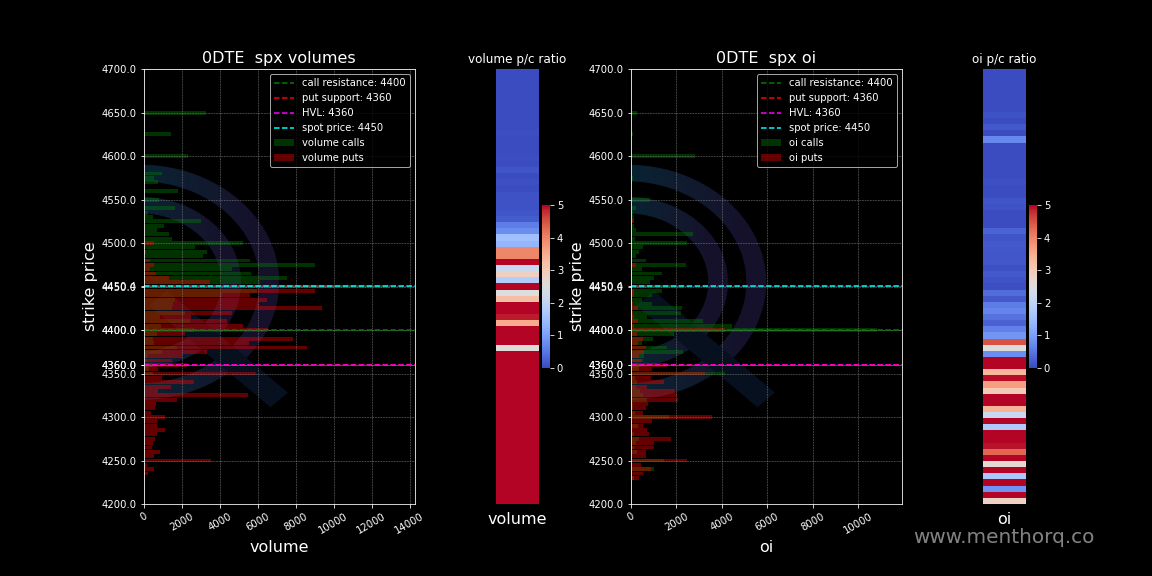 0DTE  spx volumes
strike price
4700.0
4650.0
4600.0
4550.0
4500.0
4450.0
4400.0
4360.0
4350.0
4300.0
4250.0
4200.0
call resistance: 4400
put support: 4360
HVL: 4360
spot price: 4450
volume calls
volume puts
0
2000
4000
6000
8000
10000
12000
14000
volume
volume p/c ratio
5
4
3
2
1
0
volume
0DTE  spx oi
strike price
4700.0
4650.0
4600.0
4550.0
4500.0
4400.0
4360.0
4350.0
4300.0
4250.0
4200.0
call resistance: 4400
put support: 4360
HVL: 4360
spot price: 4450
oi calls
oi puts
0
2000
4000
6000
8000
10000
oi
oi p/c ratio
5
4
3
2
1
0
oi
www.menthorq.co